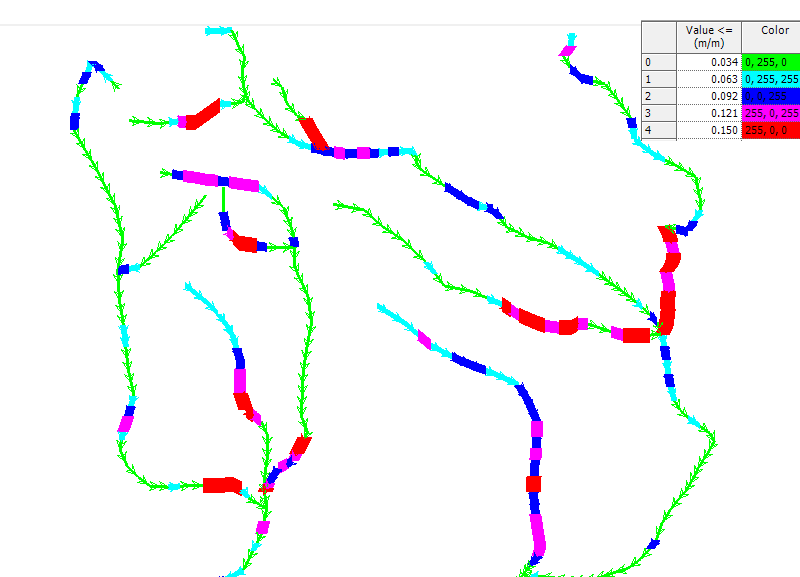 Value <= Color
(m/m)
0 0.034 0, 255, 0
1 0.063 0, 255, 255
2 0.092 0, 0, 255
3 0.121 255, 0, 255
4 0.150 255, 0, 0